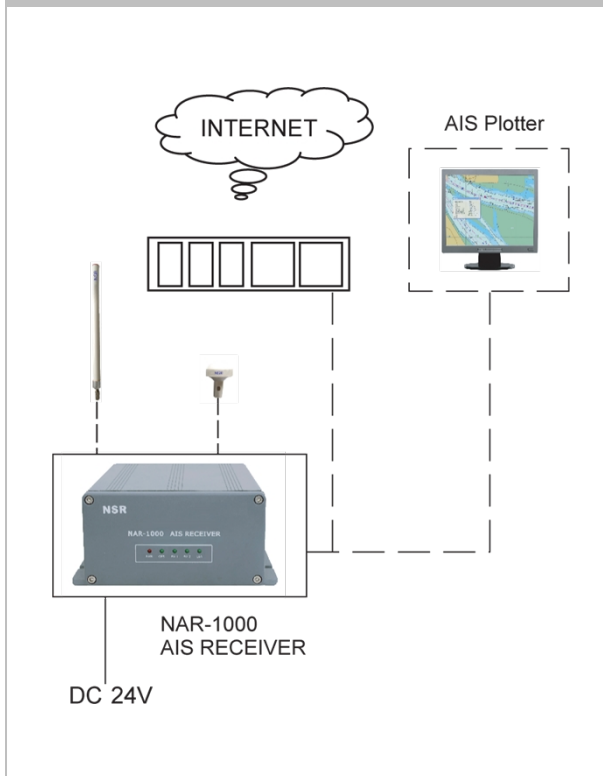 INTERNET
AIS Plotter
NSR
NAR-1000 AIS RECEIVER
NAR-1000
AIS RECEIVER
DC 24V